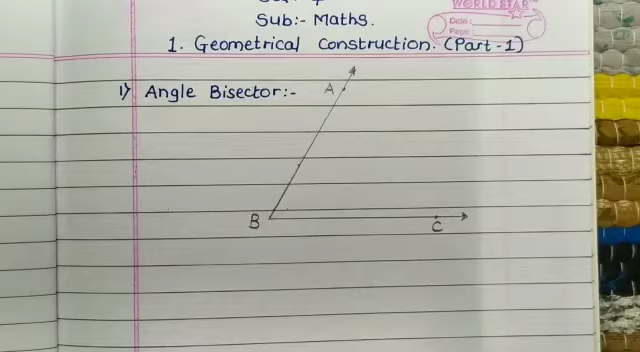 Sub:- Maths.
WORLD STAR
Date:
Page:
1. Geometrical Construction. (Part-1)
1) Angle Bisector:-
A
B
C